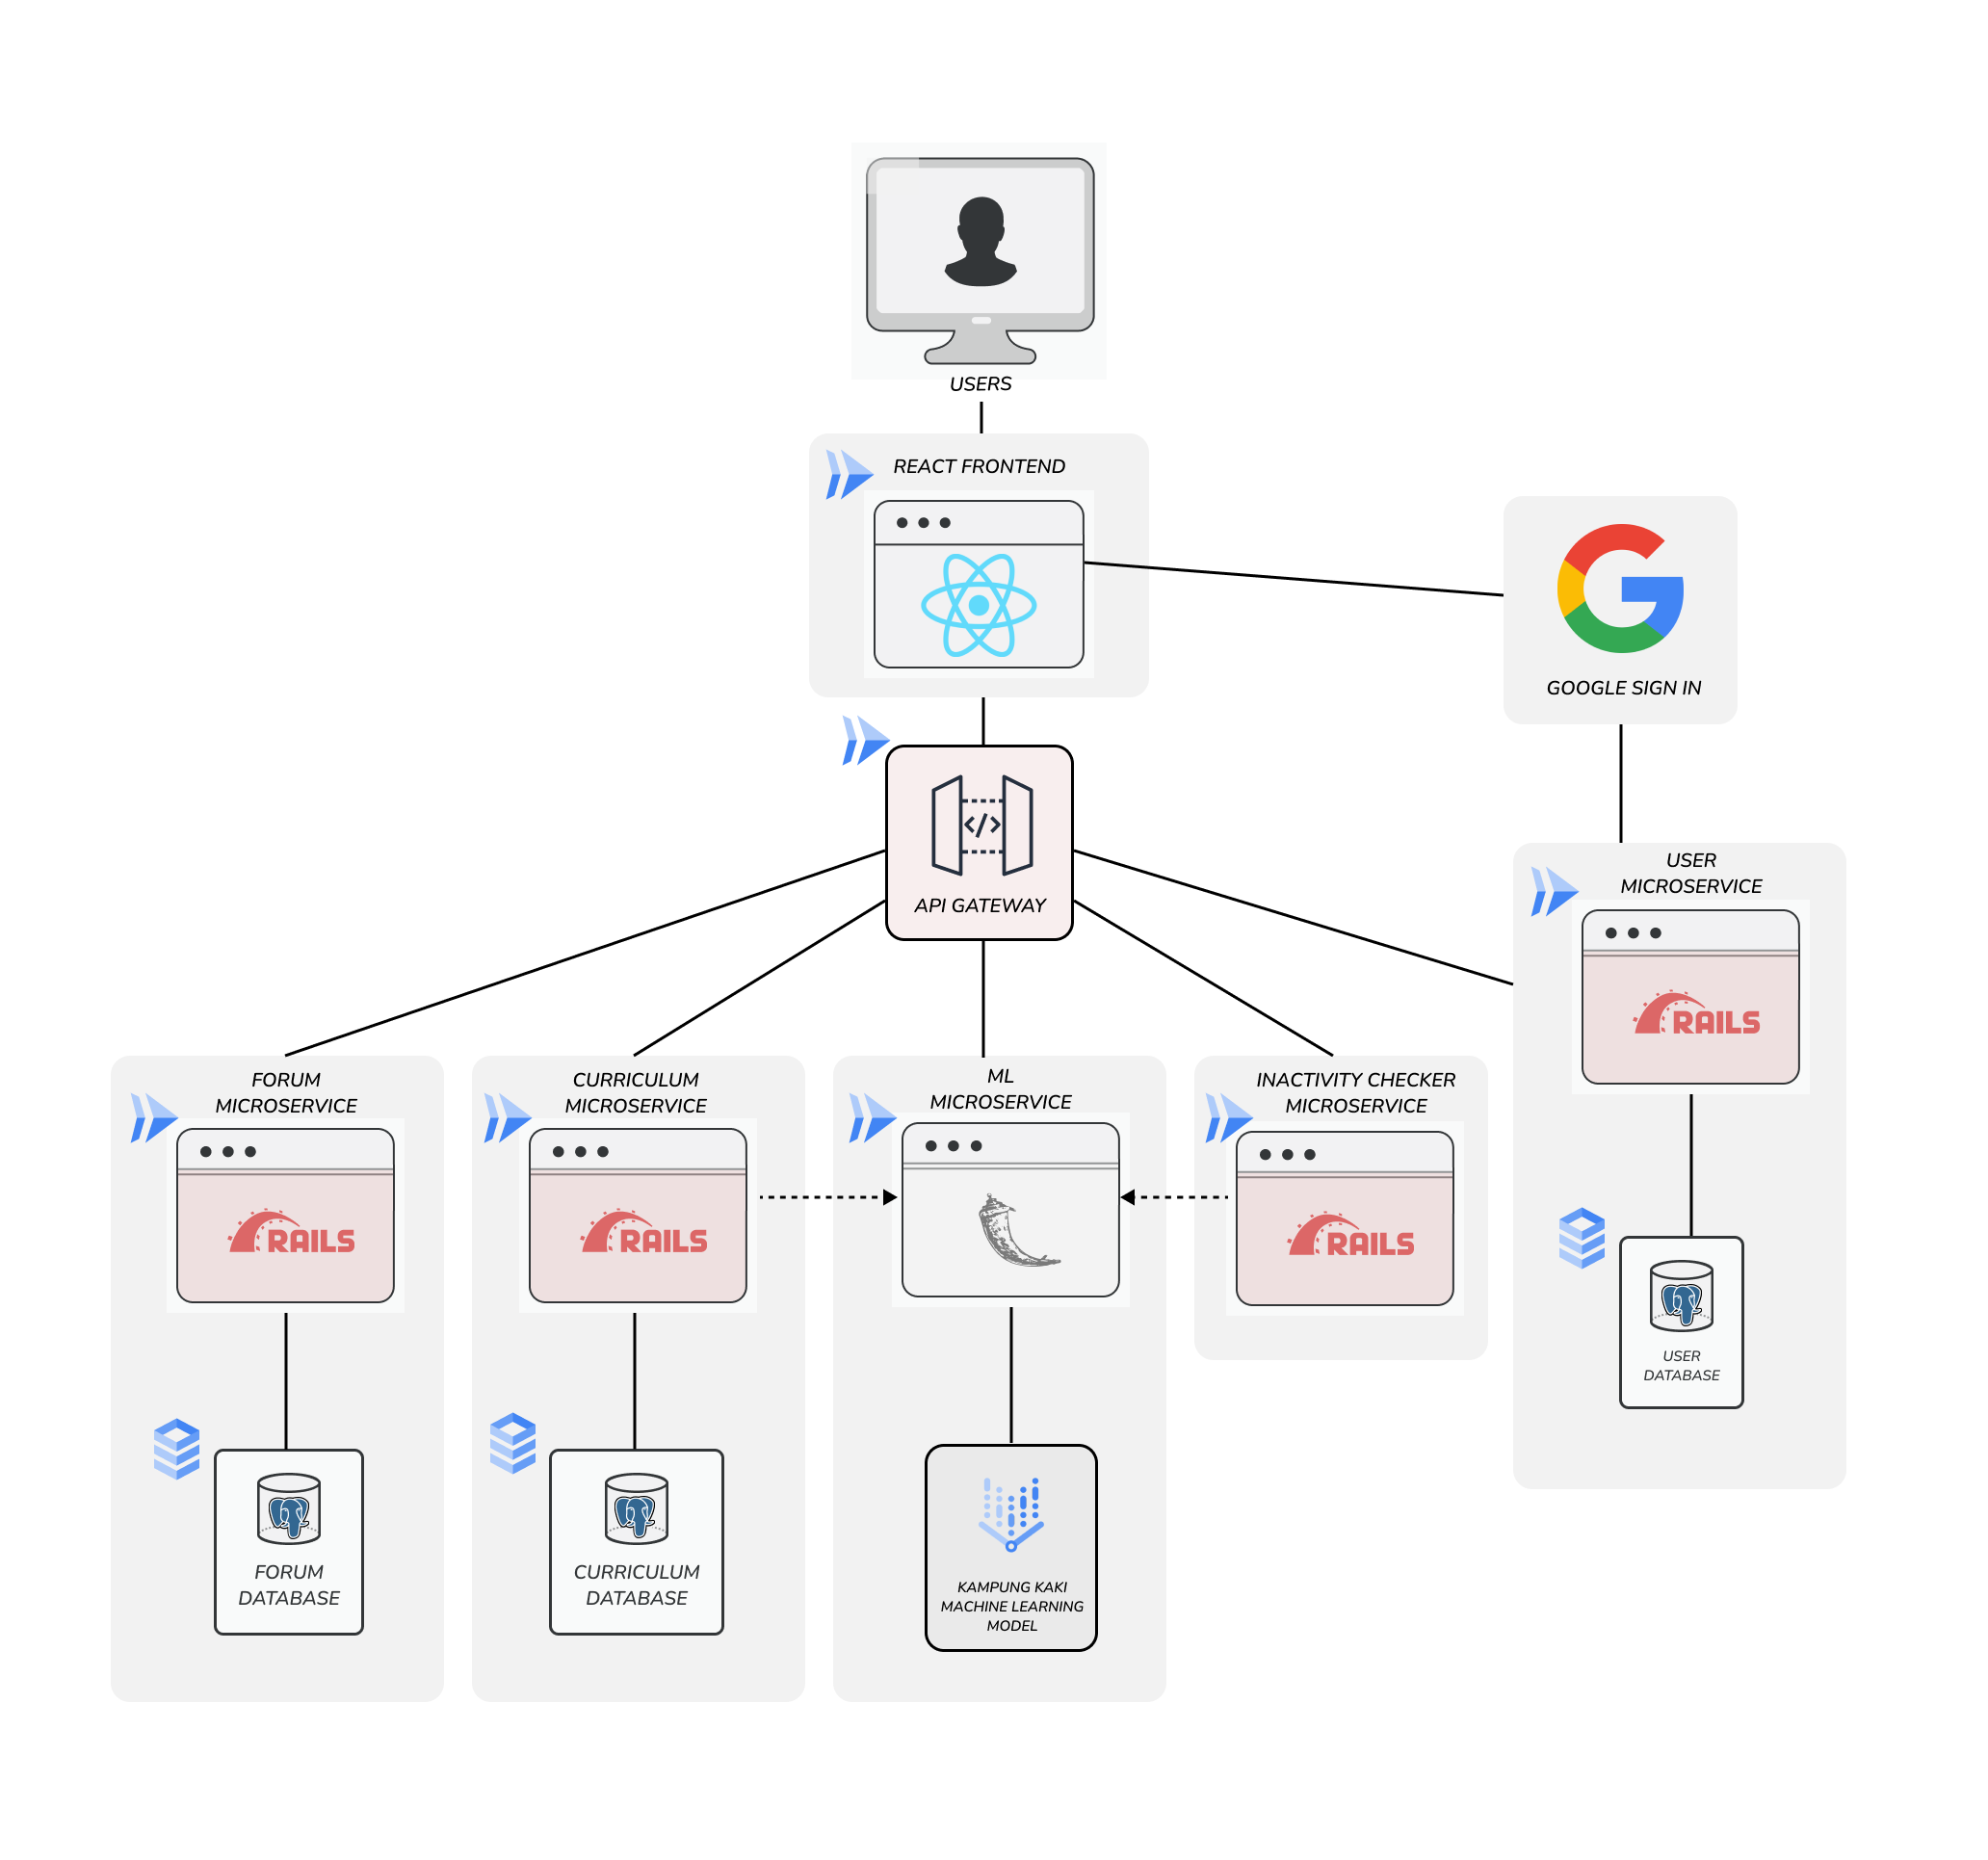 USERS
REACT FRONTEND
GOOGLE SIGN IN
</>
API GATEWAY
USER
MICROSERVICE
RAILS
FORUM
MICROSERVICE
CURRICULUM
MICROSERVICE
ML
MICROSERVICE
INACTIVITY CHECKER
MICROSERVICE
RAILS
RAILS
RAILS
USER
DATABASE
FORUM
DATABASE
CURRICULUM
DATABASE
KAMPUNG KAKI
MACHINE LEARNING
MODEL